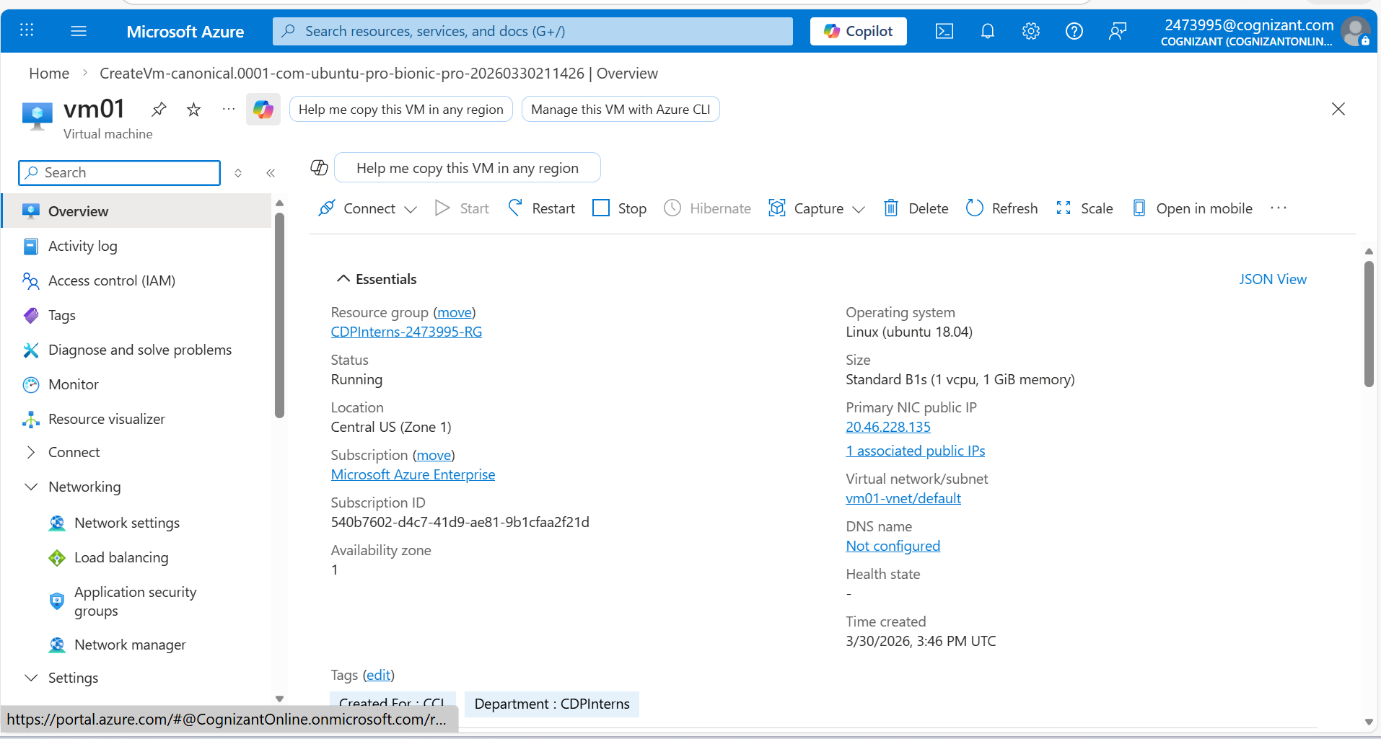 Microsoft Azure
Search resources, services, and docs (G+/)
Copilot
2473995@cognizant.com
COGNIZANT (COGNIZANTONLIN...
Home > CreateVm-canonical.0001-com-ubuntu-pro-bionic-pro-20260330211426 | Overview
vm01
Virtual machine
Help me copy this VM in any region
Manage this VM with Azure CLI
Search
Overview
Activity log
Access control (IAM)
Tags
Diagnose and solve problems
Monitor
Resource visualizer
Connect
Networking
Network settings
Load balancing
Application security
groups
Network manager
Settings
https://portal.azure.com/#@CognizantOnline.onmicrosoft.com/r...
Help me copy this VM in any region
Connect Start Restart Stop Hibernate Capture Delete Refresh Scale Open in mobile ...
Essentials
JSON View
Resource group (move)
CDPInterns-2473995-RG
Status
Running
Location
Central US (Zone 1)
Subscription (move)
Microsoft Azure Enterprise
Subscription ID
540b7602-d4c7-41d9-ae81-9b1cfaa2f21d
Availability zone
1
Operating system
Linux (ubuntu 18.04)
Size
Standard B1s (1 vcpu, 1 GiB memory)
Primary NIC public IP
20.46.228.135
1 associated public IPs
Virtual network/subnet
vm01-vnet/default
DNS name
Not configured
Health state
-
Time created
3/30/2026, 3:46 PM UTC
Tags (edit)
Created For : CCI
Department : CDPInterns